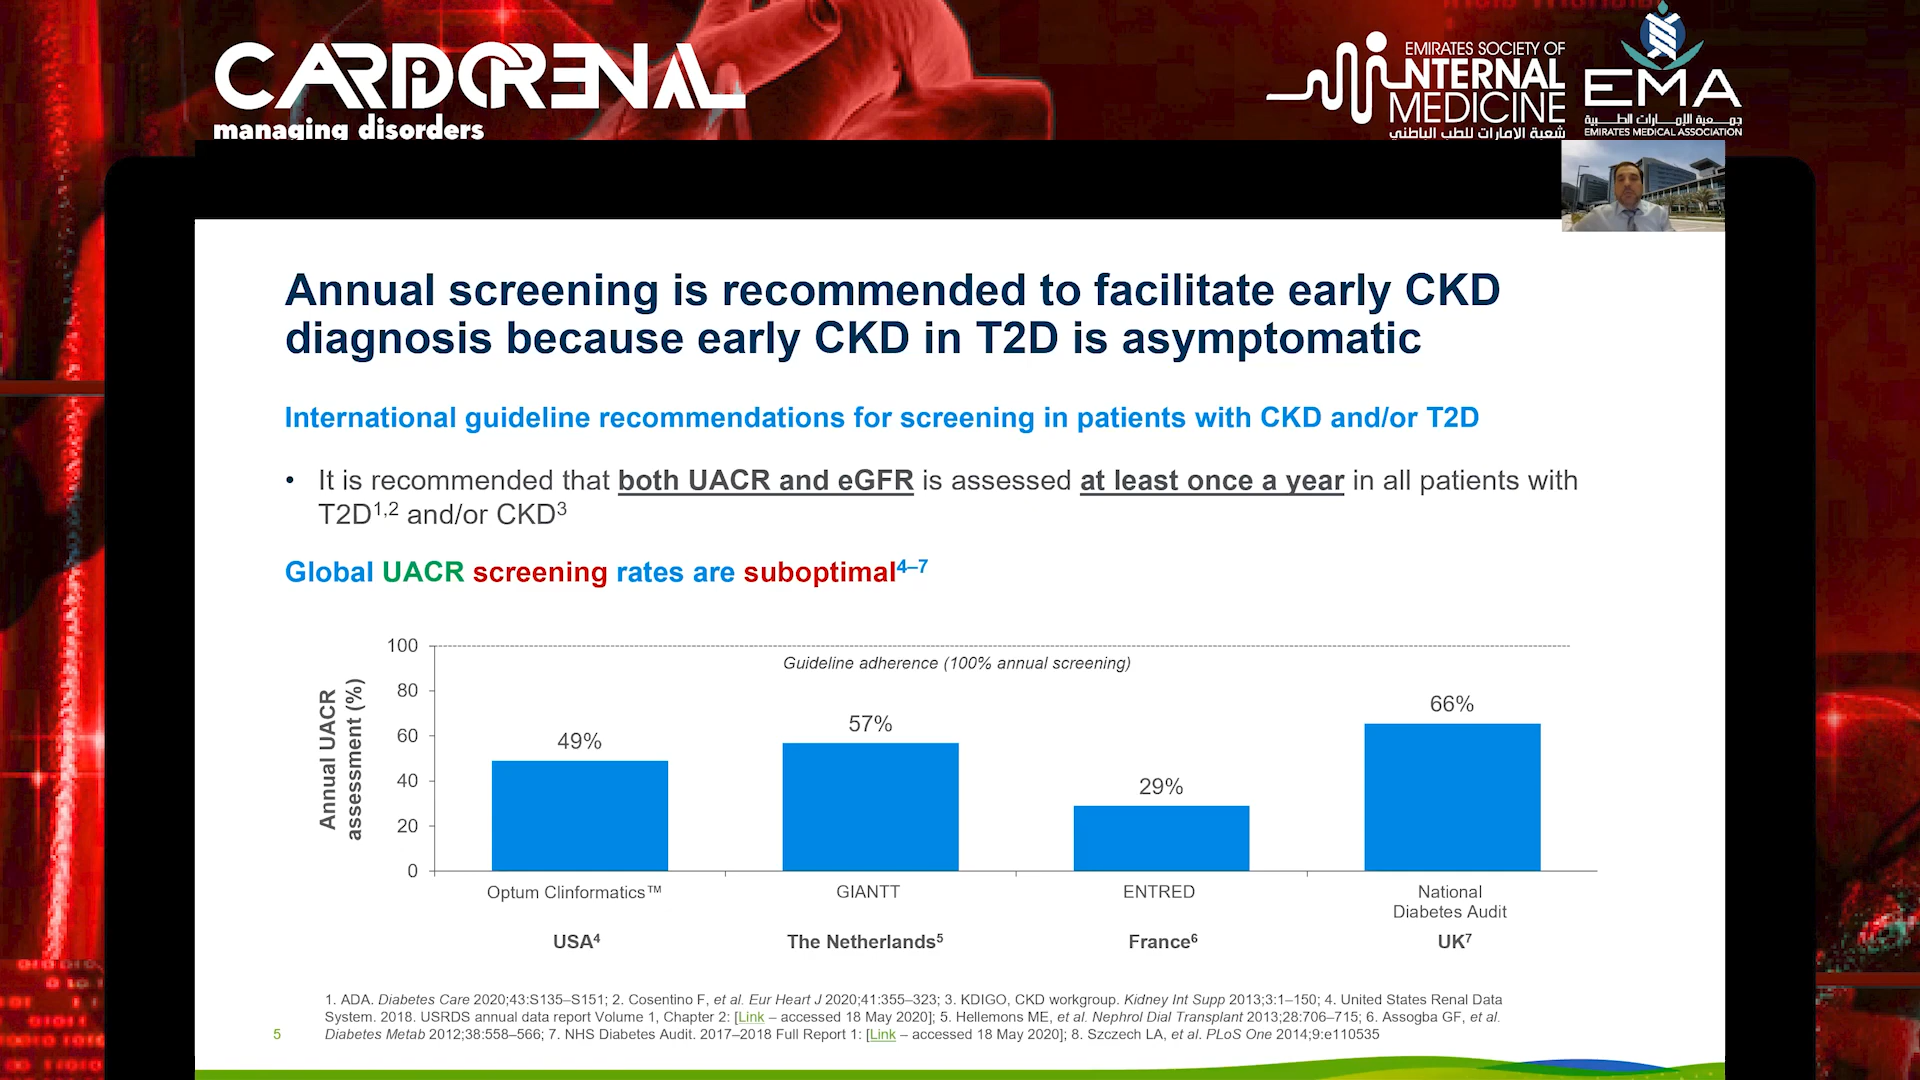 CARDIORENAL
managing disorders
EMIRATES SOCIETY OF
INTERNAL
MEDICINE
شعبة الإمارات للطب الباطني
EMA
جمعية الإمارات الطبية
EMIRATES MEDICAL ASSOCIATION
Annual screening is recommended to facilitate early CKD
diagnosis because early CKD in T2D is asymptomatic
International guideline recommendations for screening in patients with CKD and/or T2D
• It is recommended that both UACR and eGFR is assessed at least once a year in all patients with
T2D1,2 and/or CKD3
Global UACR screening rates are suboptimal4–7
Annual UACR
assessment (%)
100
80
60
40
20
0
Guideline adherence (100% annual screening)
49%
57%
29%
66%
Optum Clinformatics™
GIANTT
ENTRED
National
Diabetes Audit
USA4
The Netherlands5
France6
UK7
1. ADA. Diabetes Care 2020;43:S135–S151; 2. Cosentino F, et al. Eur Heart J 2020;41:355–323; 3. KDIGO, CKD workgroup. Kidney Int Supp 2013;3:1–150; 4. United States Renal Data
System. 2018. USRDS annual data report Volume 1, Chapter 2: [Link – accessed 18 May 2020]; 5. Hellemons ME, et al. Nephrol Dial Transplant 2013;28:706–715; 6. Assogba GF, et al.
Diabetes Metab 2012;38:558–566; 7. NHS Diabetes Audit. 2017–2018 Full Report 1: [Link – accessed 18 May 2020]; 8. Szczech LA, et al. PLoS One 2014;9:e110535
5